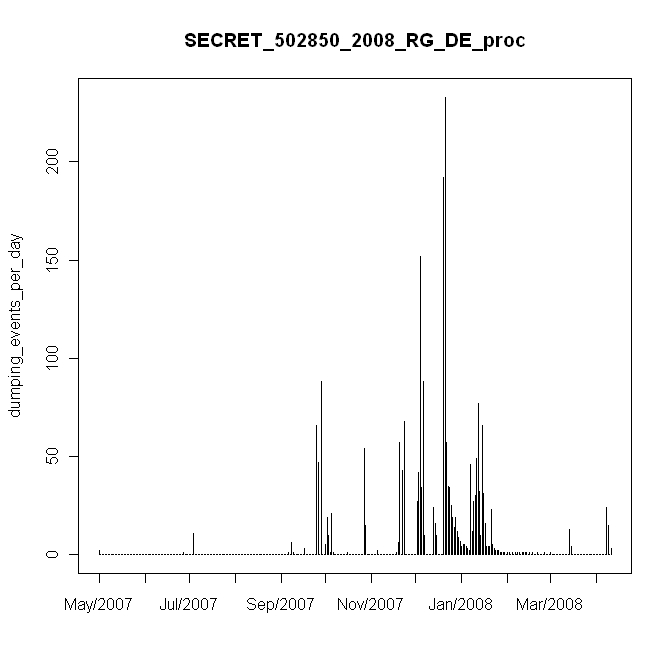 SECRET_502850_2008_RG_DE_proc
dumping_events_per_day
200
150
100
50
0
May/2007 Jul/2007 Sep/2007 Nov/2007 Jan/2008 Mar/2008